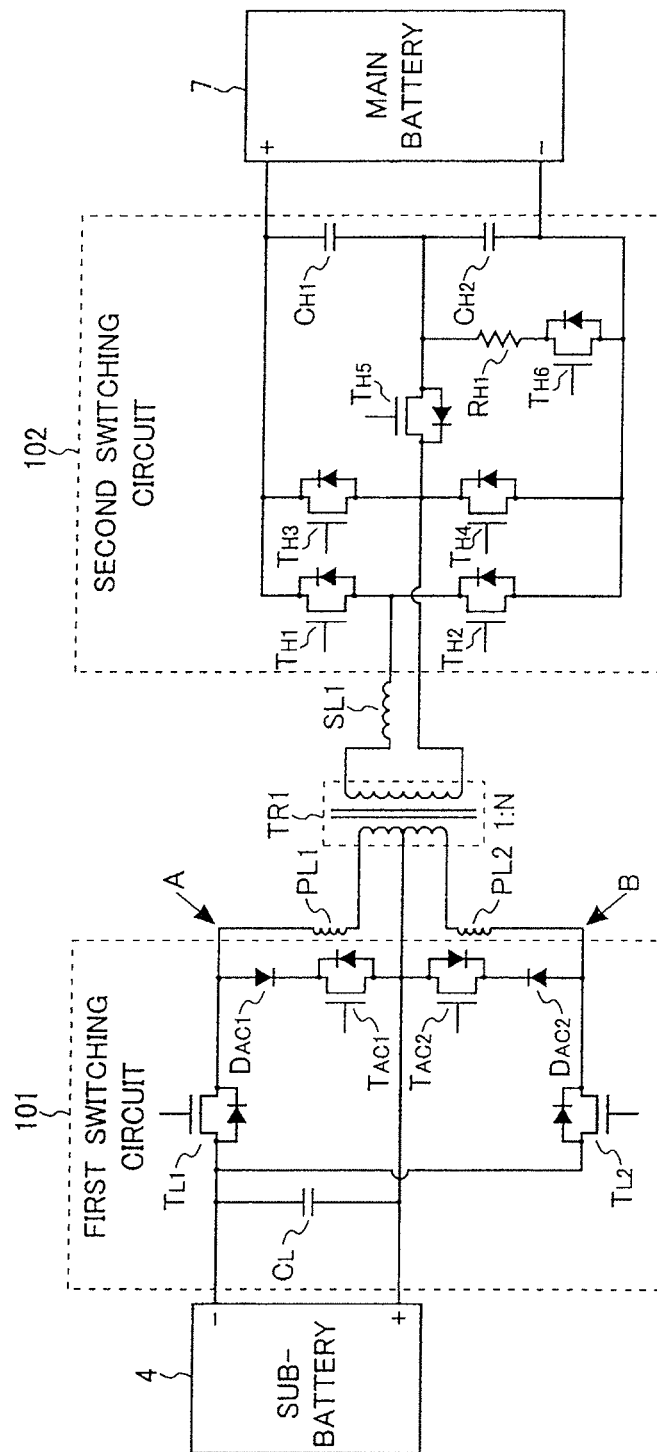 4
SUB-
BATTERY
-
+
101
FIRST SWITCHING
CIRCUIT
CL
TL1
TL2
DAC1
TAC1
TAC2
DAC2
A
B
PL1
PL2
TR1
1:N
SL1
102
SECOND SWITCHING
CIRCUIT
TH1
TH2
TH3
TH4
TH5
RH1
TH6
CH1
CH2
7
MAIN
BATTERY
+
-